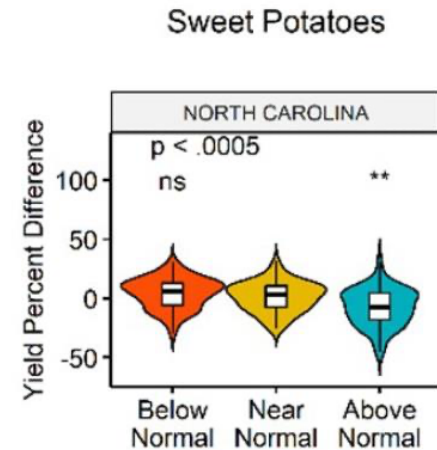 Sweet Potatoes
NORTH CAROLINA
Yield Percent Difference
p < .0005
ns
**
100
50
0
-50
Below Normal
Near Normal
Above Normal